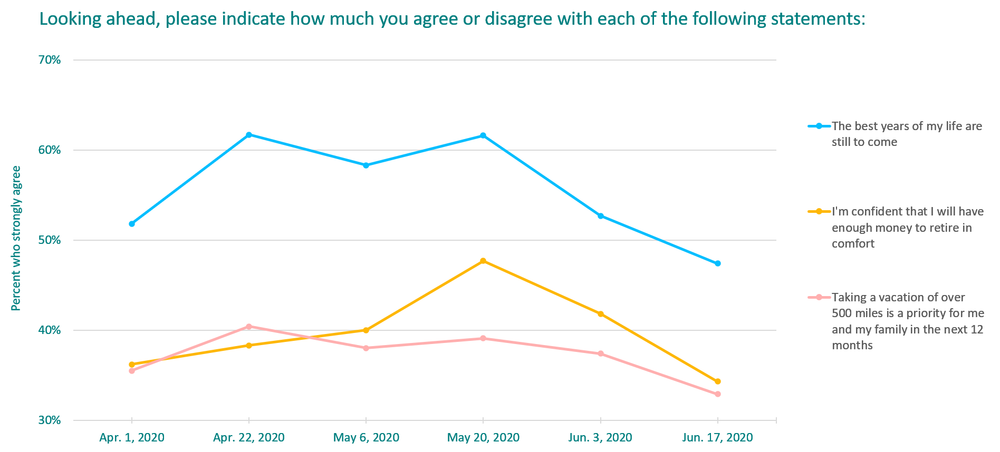 Looking ahead, please indicate how much you agree or disagree with each of the following statements:
70%
60%
50%
40%
30%
Percent who strongly agree
Apr. 1, 2020
Apr. 22, 2020
May 6, 2020
May 20, 2020
Jun. 3, 2020
Jun. 17, 2020
The best years of my life are
still to come
I'm confident that I will have
enough money to retire in
comfort
Taking a vacation of over
500 miles is a priority for me
and my family in the next 12
months